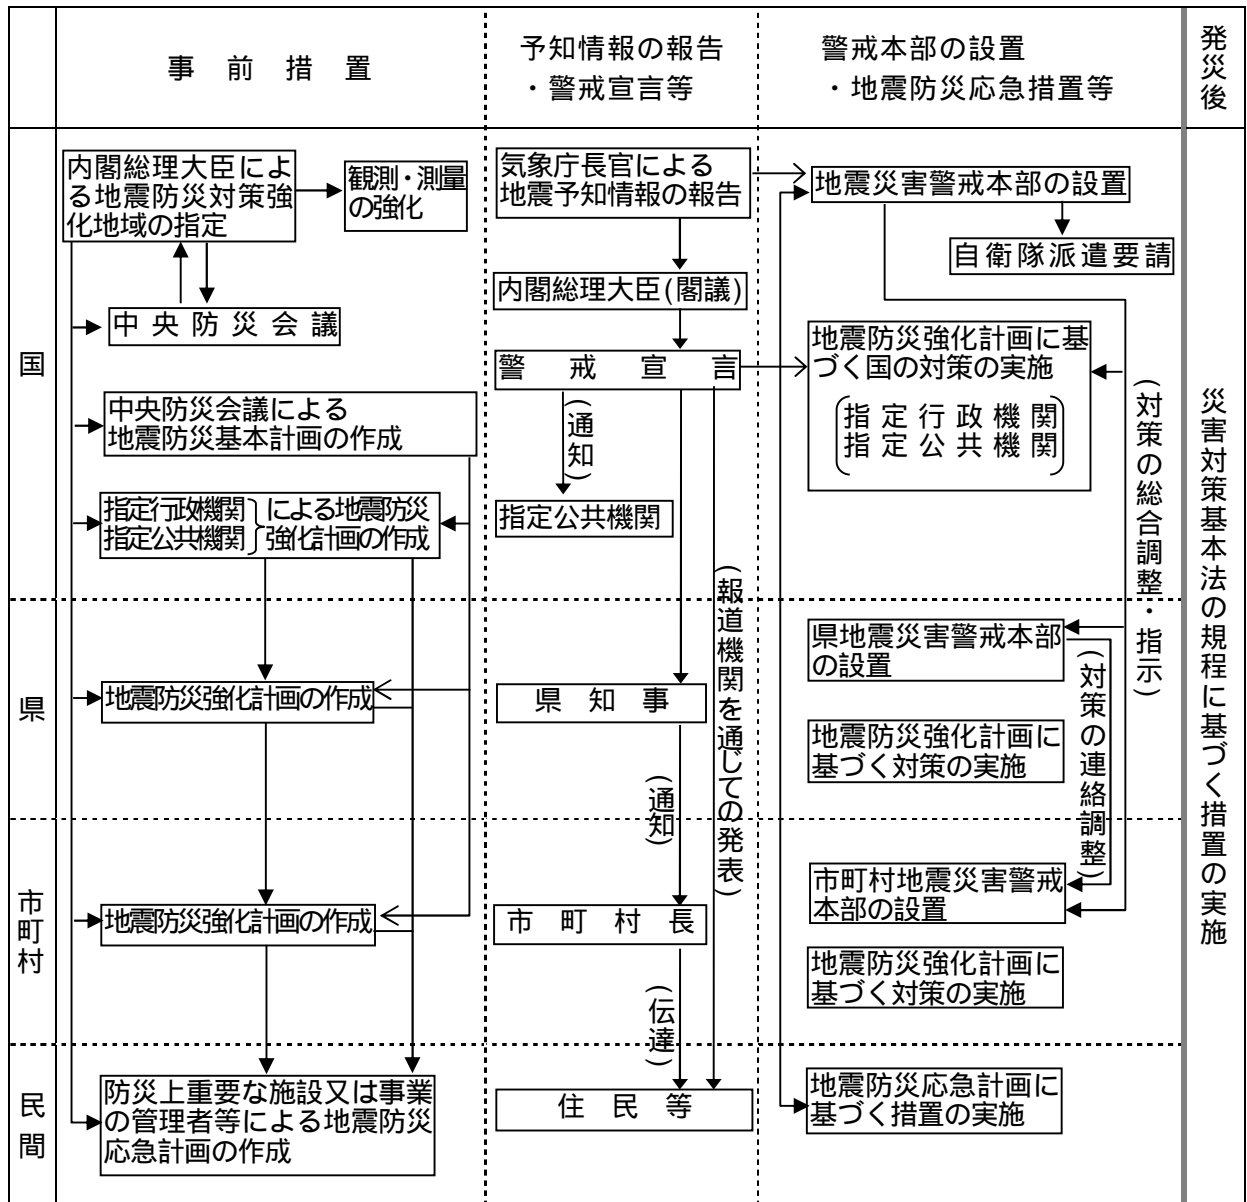 事前措置
予知情報の報告
・警戒宣言等
警戒本部の設置
・地震防災応急措置等
発災後
国
内閣総理大臣によ
る地震防災対策強
化地域の指定
観測・測量
の強化
中央防災会議
中央防災会議による
地震防災基本計画の作成
指定行政機関
指定公共機関
による地震防災
強化計画の作成
気象庁長官による
地震予知情報の報告
内閣総理大臣(閣議)
警戒宣言
(通知)
指定公共機関
(報道機関を通じての発表)
地震災害警戒本部の設置
自衛隊派遣要請
地震防災強化計画に基
づく国の対策の実施
指定行政機関
指定公共機関
(対策の総合調整・指示)
災害対策基本法の規程に基づく措置の実施
県
地震防災強化計画の作成
県知事
(通知)
県地震災害警戒本部
の設置
(対策の連絡調整)
地震防災強化計画に
基づく対策の実施
市町村
地震防災強化計画の作成
市町村長
(伝達)
市町村地震災害警戒
本部の設置
地震防災強化計画に
基づく対策の実施
民間
防災上重要な施設又は事業
の管理者等による地震防災
応急計画の作成
住民等
地震防災応急計画に
基づく措置の実施